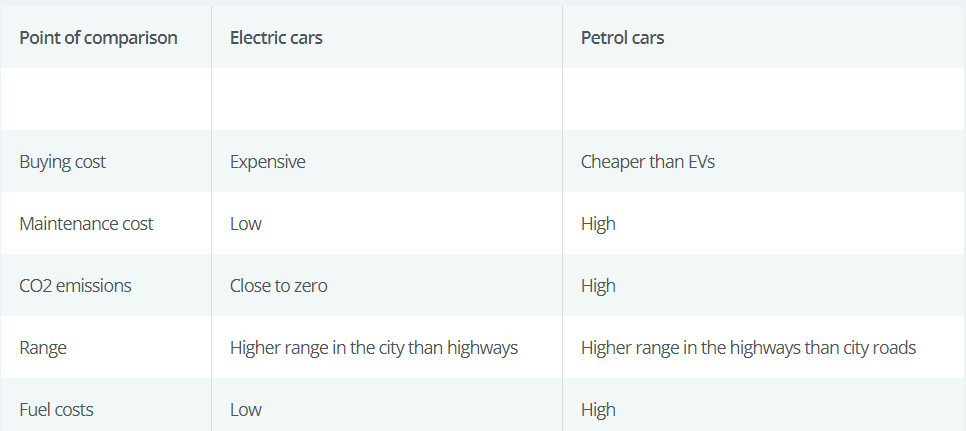 Point of comparison Electric cars Petrol cars
Buying cost Expensive Cheaper than EVs
Maintenance cost Low High
CO2 emissions Close to zero High
Range Higher range in the city than highways Higher range in the highways than city roads
Fuel costs Low High